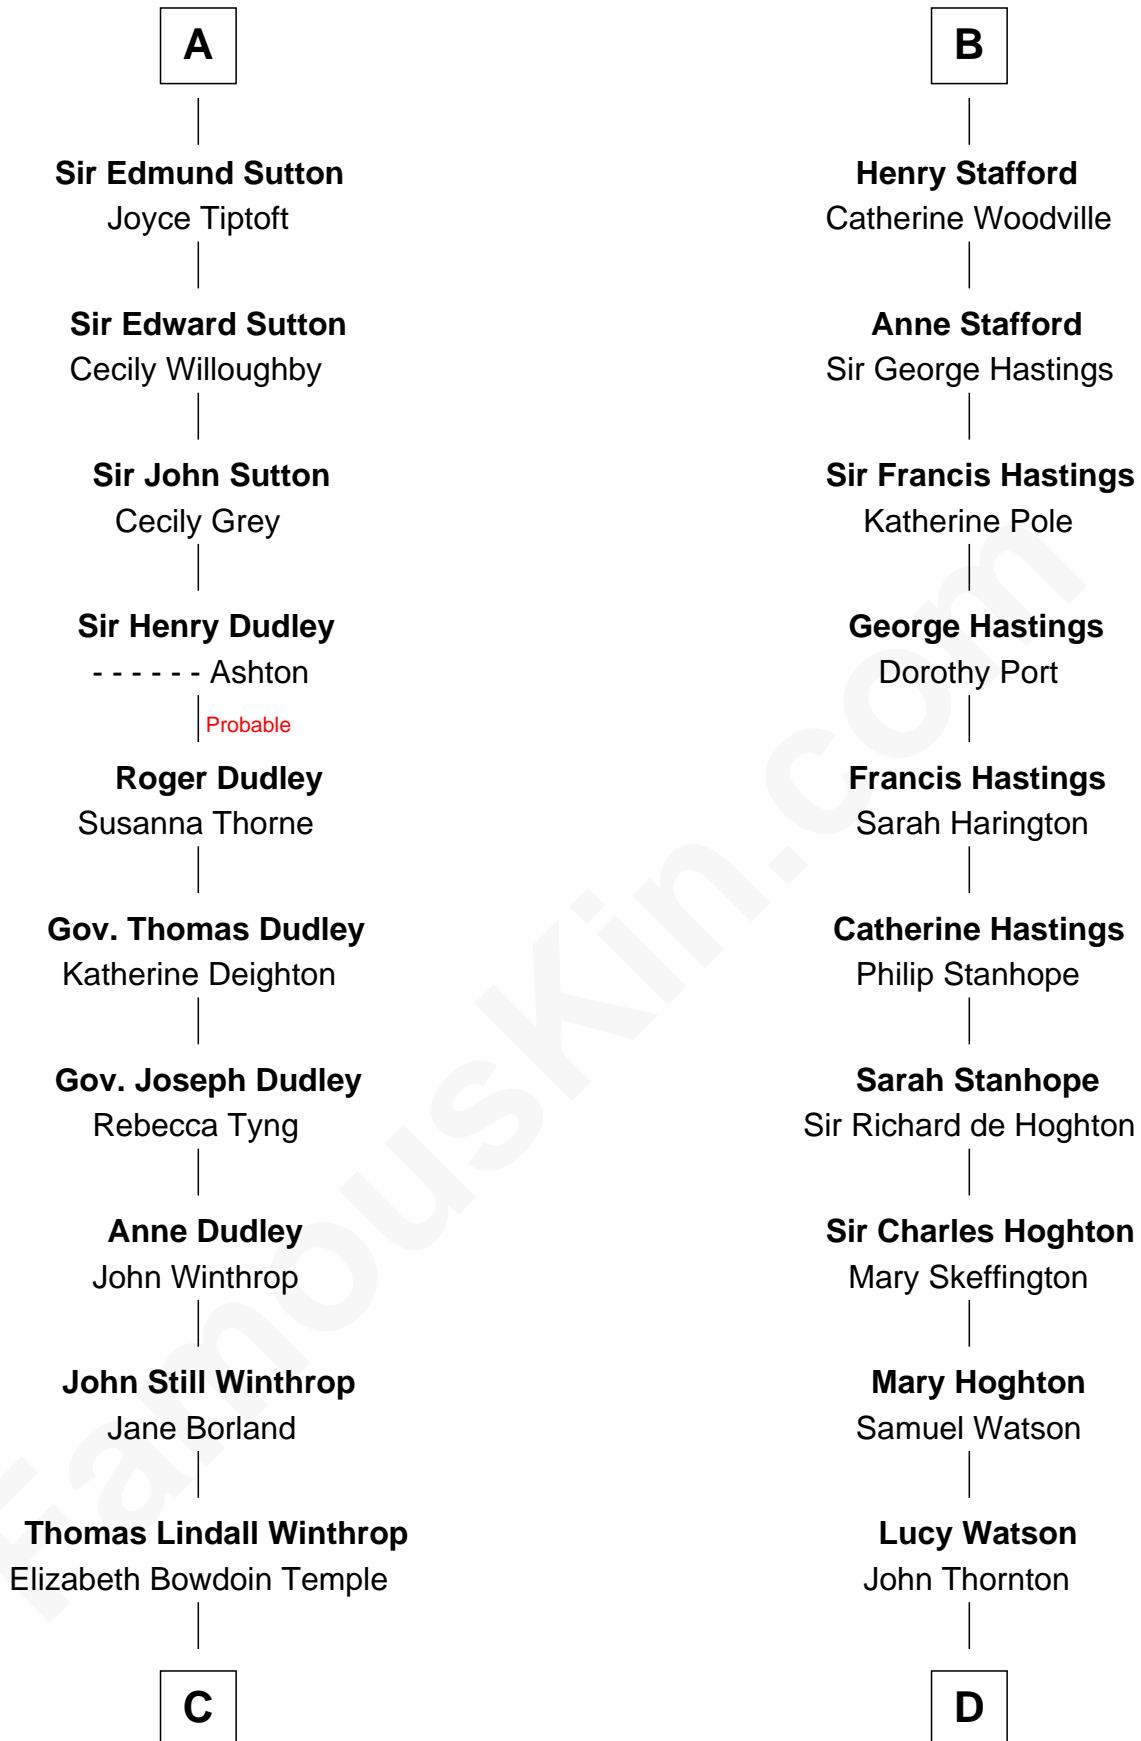 A
Sir Edmund Sutton
Joyce Tiptoft
Sir Edward Sutton
Cecily Willoughby
Sir John Sutton
Cecily Grey
Sir Henry Dudley
- - - - - - Ashton
Probable
Roger Dudley
Susanna Thorne
Gov. Thomas Dudley
Katherine Deighton
Gov. Joseph Dudley
Rebecca Tyng
Anne Dudley
John Winthrop
John Still Winthrop
Jane Borland
Thomas Lindall Winthrop
Elizabeth Bowdoin Temple
C
B
Henry Stafford
Catherine Woodville
Anne Stafford
Sir George Hastings
Sir Francis Hastings
Katherine Pole
George Hastings
Dorothy Port
Francis Hastings
Sarah Harington
Catherine Hastings
Philip Stanhope
Sarah Stanhope
Sir Richard de Hoghton
Sir Charles Hoghton
Mary Skeffington
Mary Hoghton
Samuel Watson
Lucy Watson
John Thornton
D
FamousKin.com